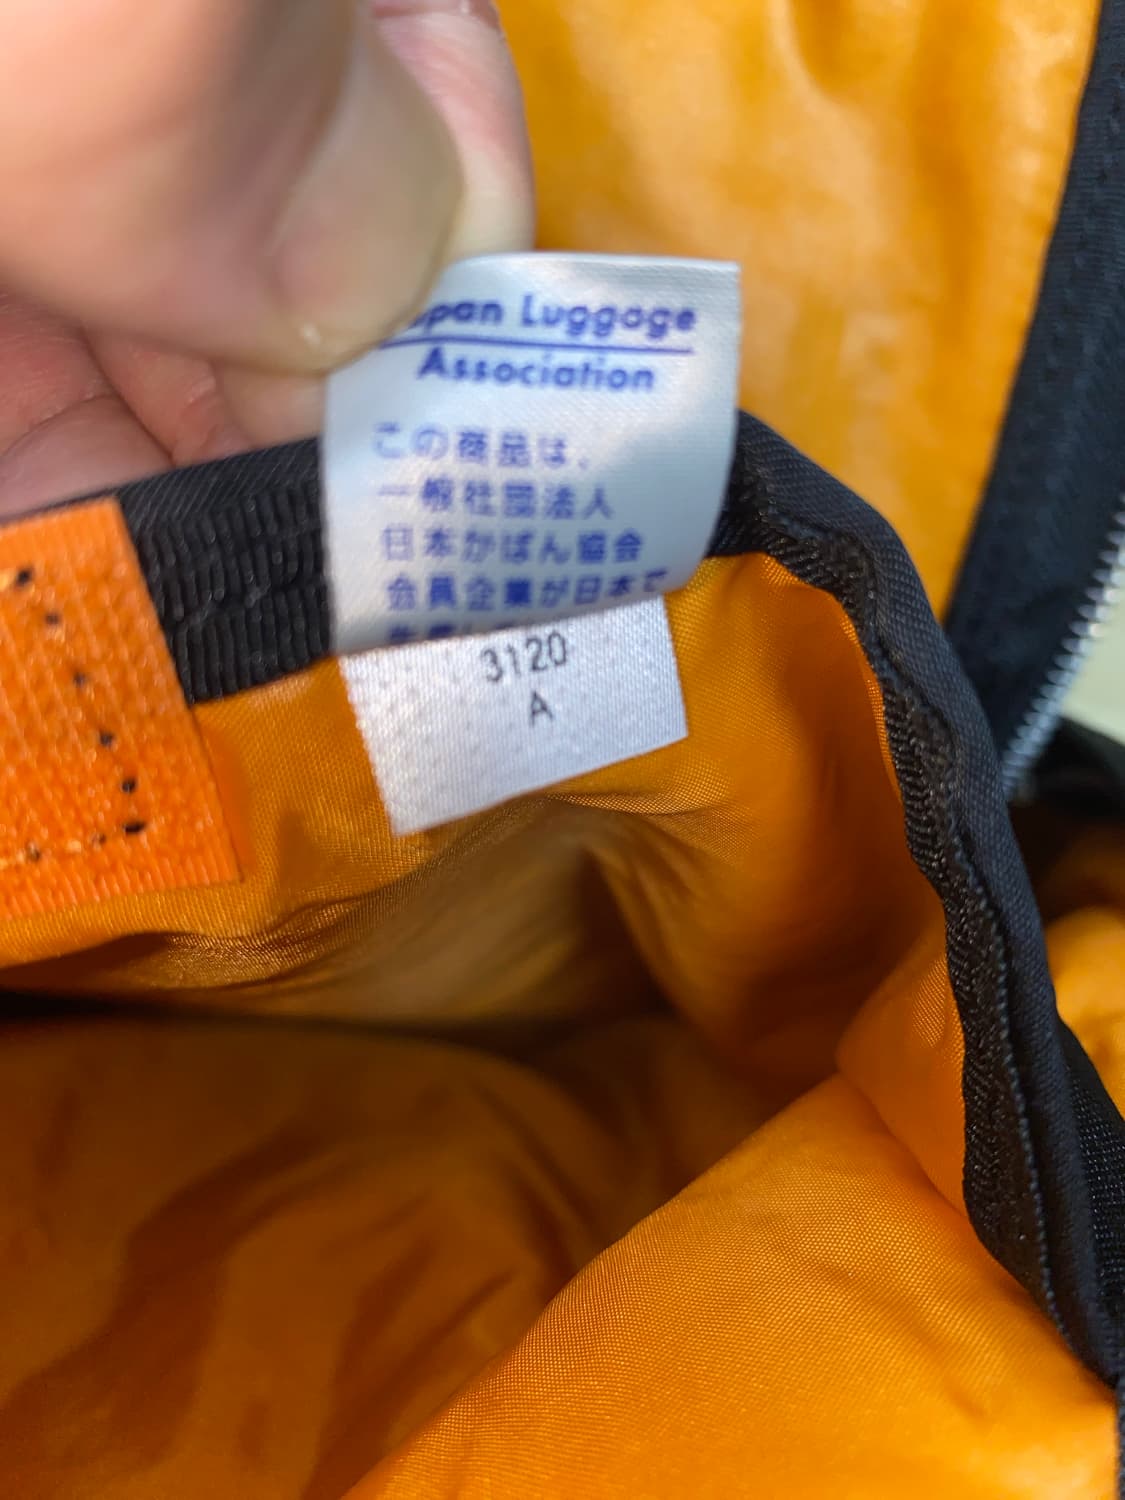 pan Luggage
Association
この商品は、
一般社団法人
日本かばん協会
会員企業が日本で
3120
A